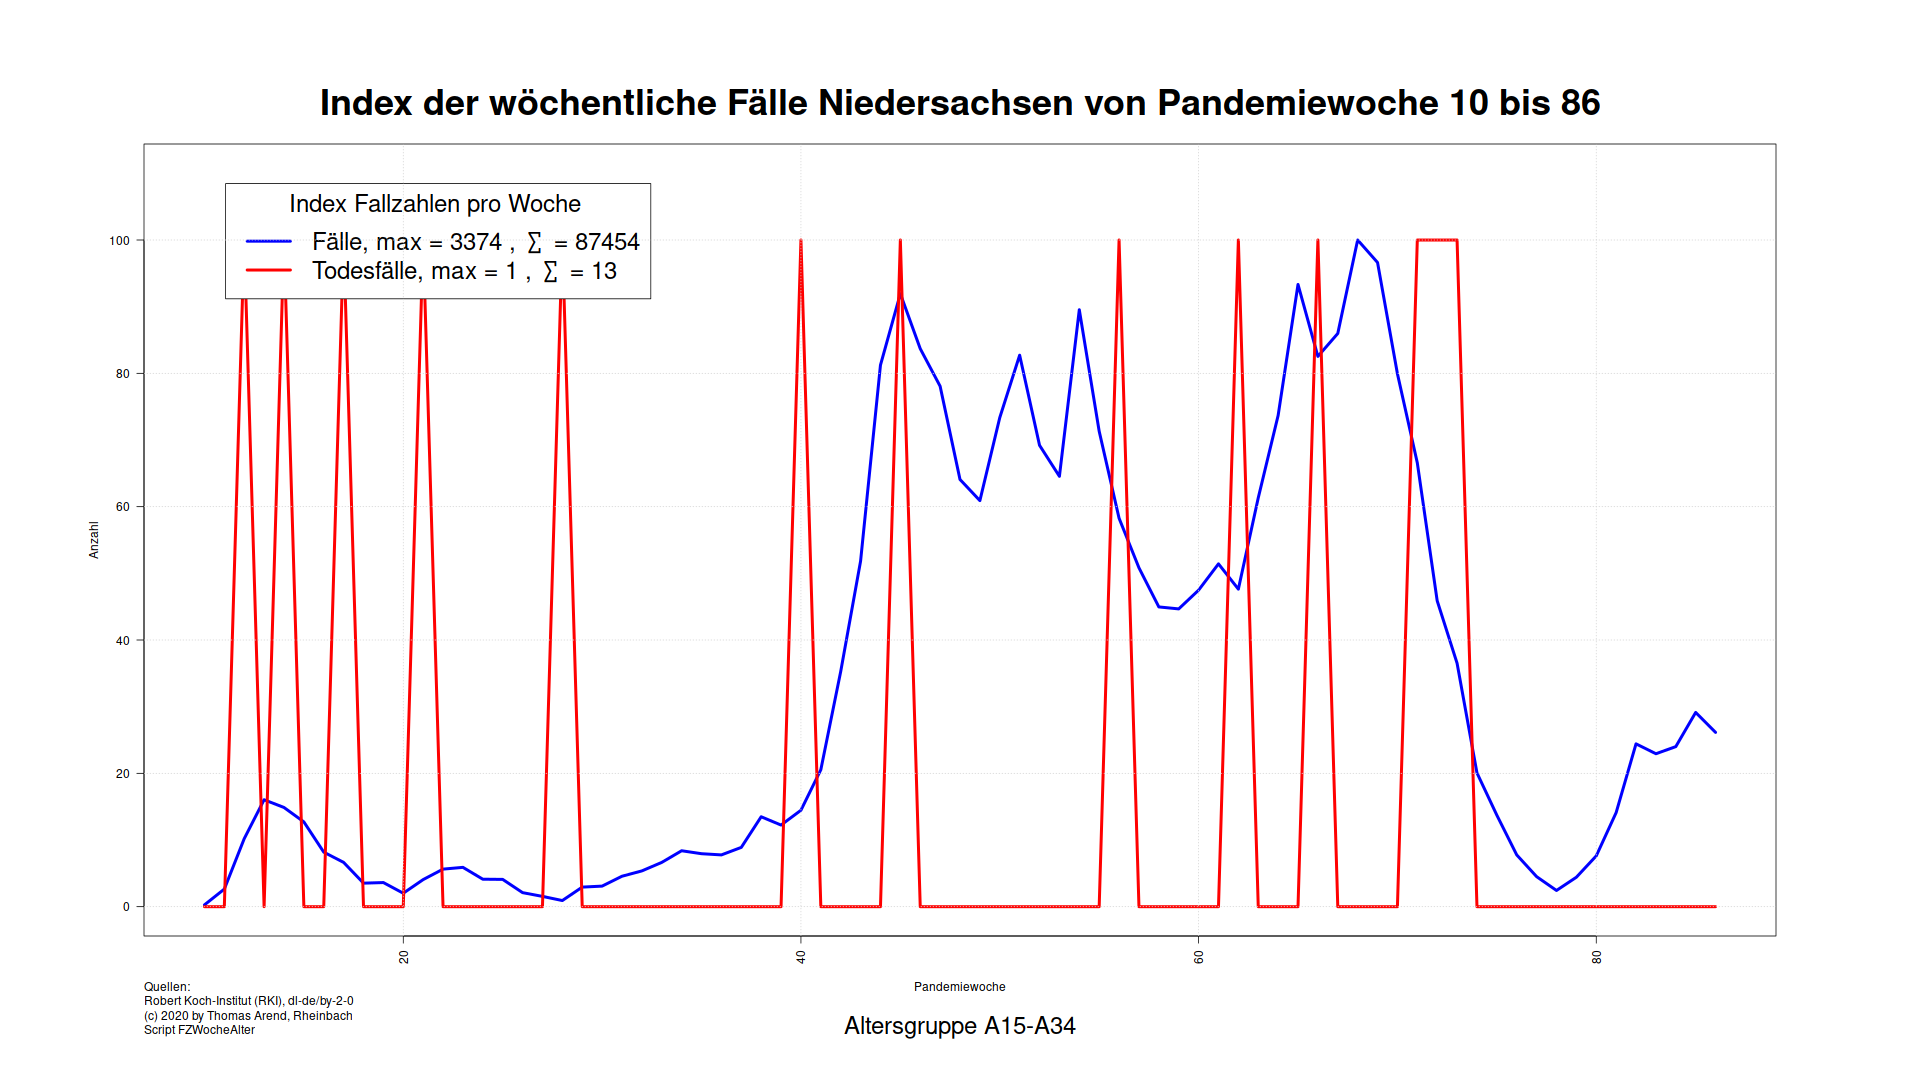 Index der wöchentliche Fälle Niedersachsen von Pandemiewoche 10 bis 86
Index Fallzahlen pro Woche
Fälle, max = 3374 , ∑ = 87454
Todesfälle, max = 1 , ∑ = 13
100
80
60
40
20
0
Anzahl
20
40
60
80
Pandemiewoche
Quellen:
Robert Koch-Institut (RKI), dl-de/by-2-0
(c) 2020 by Thomas Arend, Rheinbach
Script FZWocheAlter
Altersgruppe A15-A34